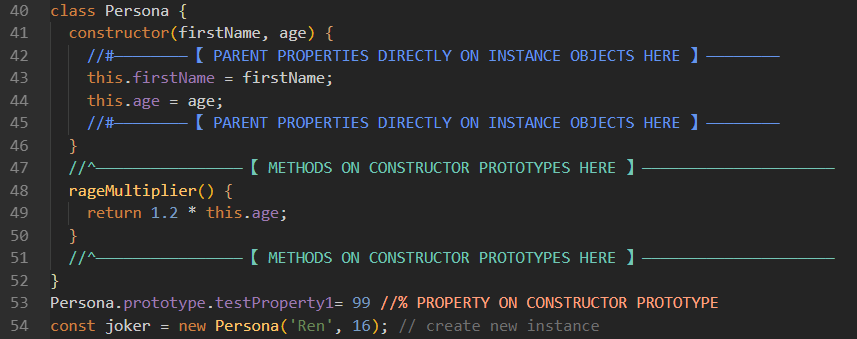 40 class Persona {
41   constructor(firstName, age) {
42     //#————————【 PARENT PROPERTIES DIRECTLY ON INSTANCE OBJECTS HERE 】————————
43     this.firstName = firstName;
44     this.age = age;
45     //#————————【 PARENT PROPERTIES DIRECTLY ON INSTANCE OBJECTS HERE 】————————
46   }
47   //^————————————————【 METHODS ON CONSTRUCTOR PROTOTYPES HERE 】—————————————————————
48   rageMultiplier() {
49     return 1.2 * this.age;
50   }
51   //^————————————————【 METHODS ON CONSTRUCTOR PROTOTYPES HERE 】—————————————————————
52 }
53 Persona.prototype.testProperty1= 99 //% PROPERTY ON CONSTRUCTOR PROTOTYPE
54 const joker = new Persona('Ren', 16); // create new instance